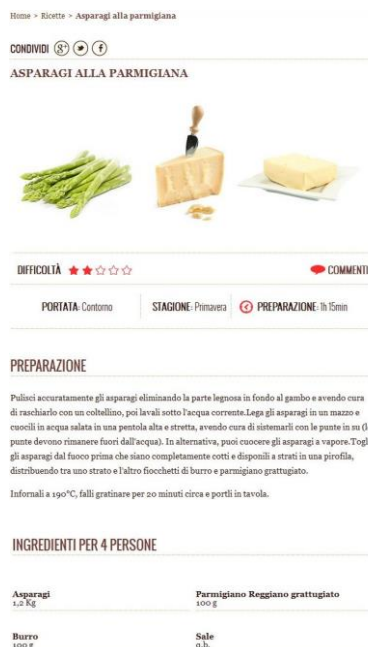 Home > Ricette > Asparagi alla parmigiana
CONDIVIDI
ASPARAGI ALLA PARMIGIANA
DIFFICOLTÀ
COMMENTI
PORTATA: Contorno
STAGIONE: Primavera
PREPARAZIONE: 1h 15min
PREPARAZIONE
Pulisci accuratamente gli asparagi eliminando la parte legnosa in fondo al gambo e avendo cura
di raschiarlo con un coltellino, poi lavali sotto l'acqua corrente.Lega gli asparagi in un mazzo e
cuocili in acqua salata in una pentola alta e stretta, avendo cura di sistemarli con le punte in su (l
punte devono rimanere fuori dall'acqua). In alternativa, puoi cuocere gli asparagi a vapore.Togl
gli asparagi dal fuoco prima che siano completamente cotti e disponili a strati in una pirofila,
distribuendo tra uno strato e l'altro fiocchetti di burro e parmigiano grattugiato.
Infornali a 190°C, falli gratinare per 20 minuti circa e portli in tavola.
INGREDIENTI PER 4 PERSONE
Asparagi
1,2 Kg
Parmigiano Reggiano grattugiato
100 g
Burro
100 g
Sale
q.b.